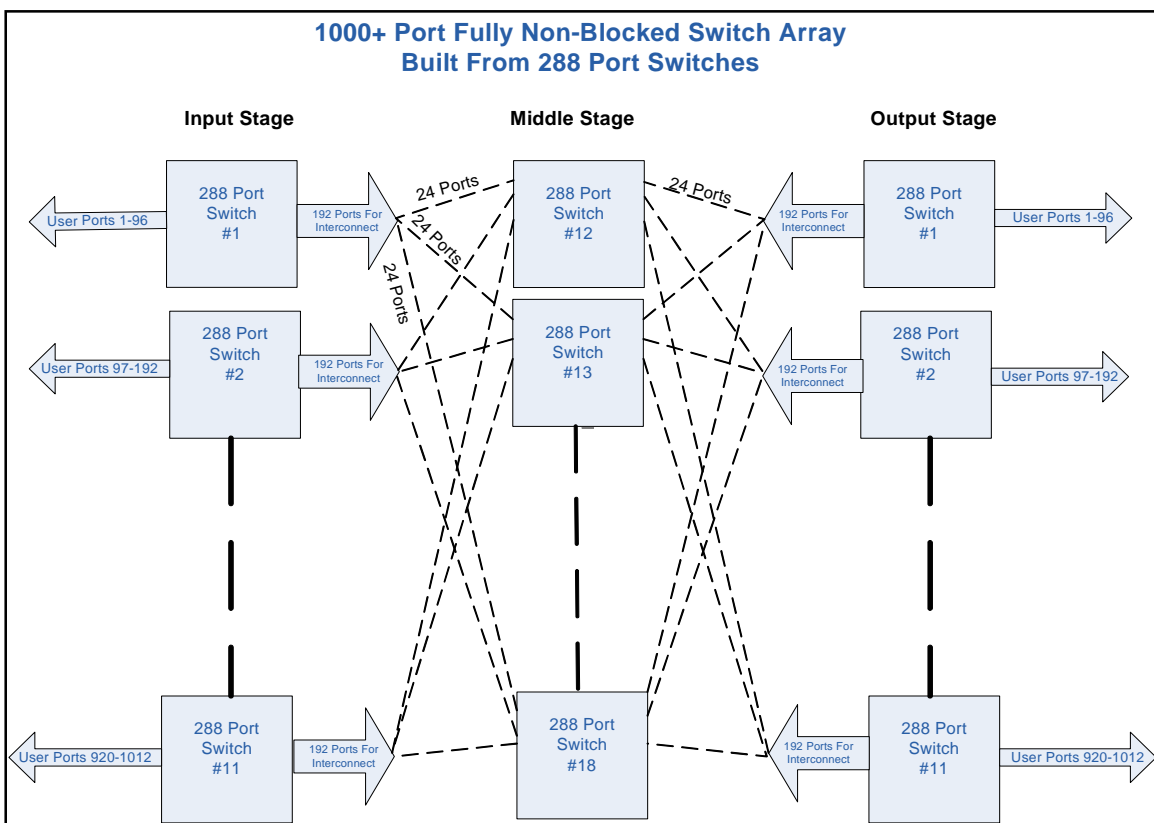 1000+ Port Fully Non-Blocked Switch Array
Built From 288 Port Switches
Input Stage
Middle Stage
Output Stage
288 Port
Switch
#1
User Ports 1-96
192 Ports For
Interconnect
24 Ports
24 Ports
24 Ports
288 Port
Switch
#12
24 Ports
192 Ports For
Interconnect
288 Port
Switch
#1
User Ports 1-96
288 Port
Switch
#2
User Ports 97-192
192 Ports For
Interconnect
288 Port
Switch
#13
192 Ports For
Interconnect
288 Port
Switch
#2
User Ports 97-192
288 Port
Switch
#11
User Ports 920-1012
192 Ports For
Interconnect
288 Port
Switch
#18
192 Ports For
Interconnect
288 Port
Switch
#11
User Ports 920-1012